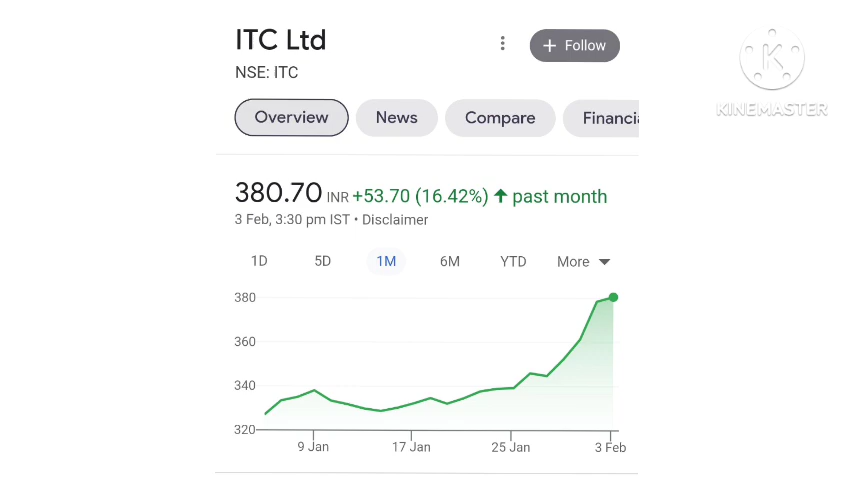 ITC Ltd
+ Follow
NSE: ITC
Overview News Compare Financia
380.70 INR +53.70 (16.42%) ↑ past month
3 Feb, 3:30 pm IST • Disclaimer
1D 5D 1M 6M YTD More
380
360
340
320
9 Jan 17 Jan 25 Jan 3 Feb
K
KINEMASTER